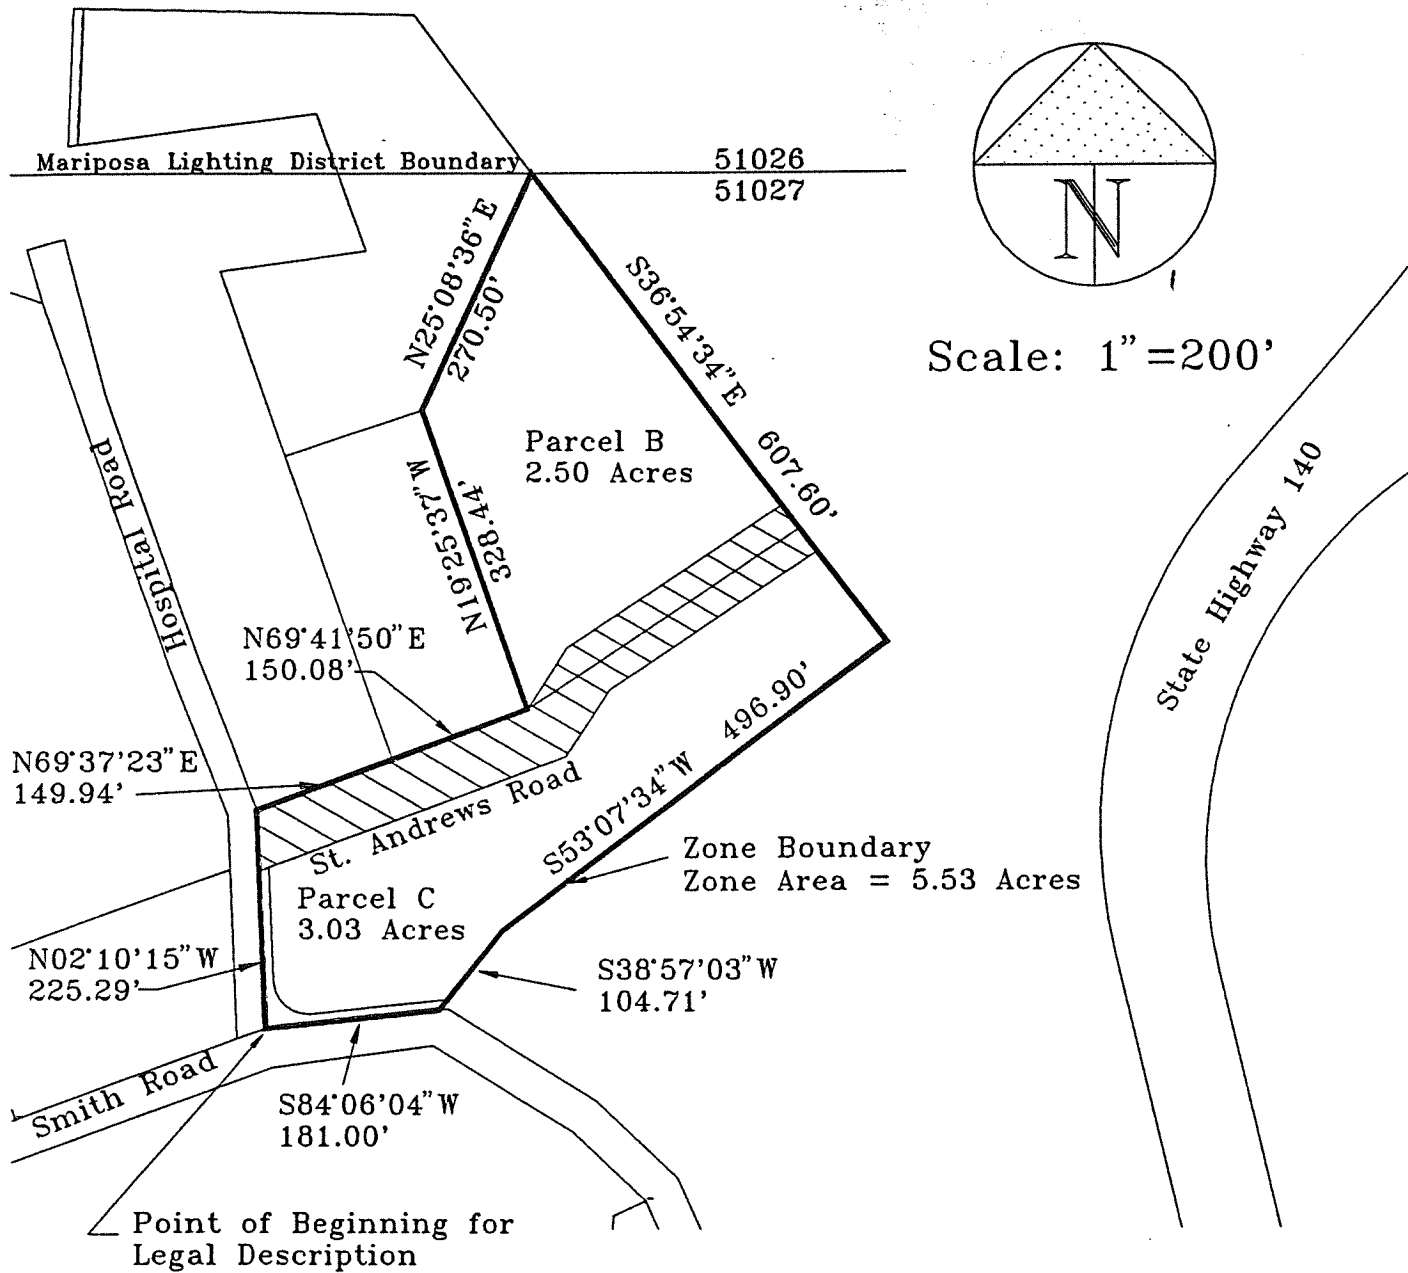 Mariposa Lighting District Boundary
51026
51027
N
Scale: 1"=200'
N25°08'36"E
270.50'
S36°54'34"E 607.60'
Parcel B
2.50 Acres
N19°25'37"W
328.44'
Hospital Road
State Highway 140
N69°41'50"E
150.08'
N69°37'23"E
149.94'
St. Andrews Road
S53°07'34"W 496.90'
Zone Boundary
Zone Area = 5.53 Acres
Parcel C
3.03 Acres
N02°10'15"W
225.29'
S38°57'03"W
104.71'
Smith Road
S84°06'04"W
181.00'
Point of Beginning for
Legal Description